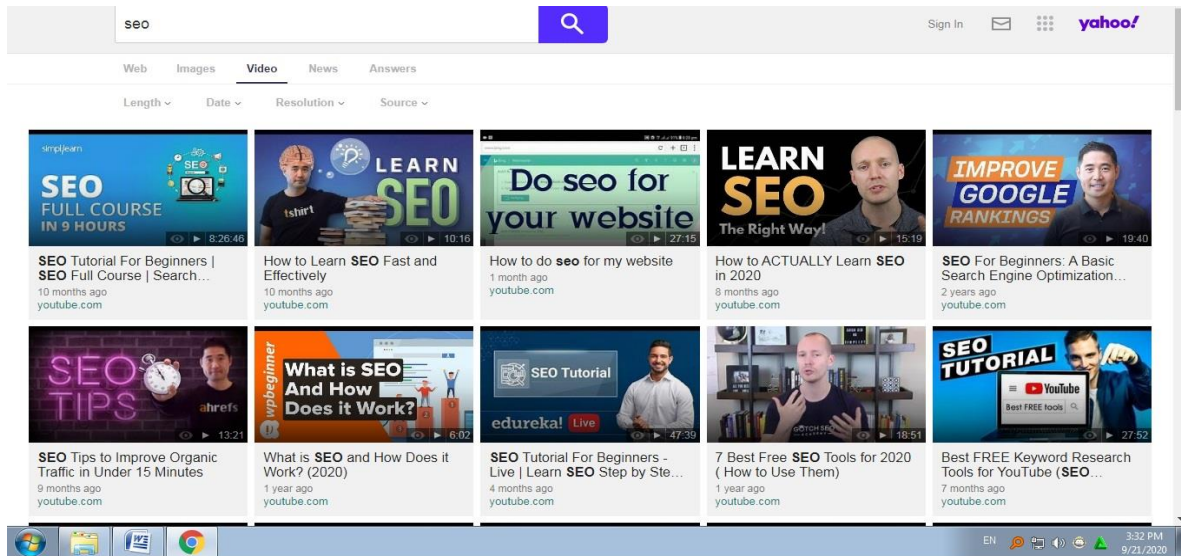 seo
Sign In
yahoo!
Web Images Video News Answers
Length Date Resolution Source
simplilearn
SEO
SEO
FULL COURSE
IN 9 HOURS
8:26:46
SEO Tutorial For Beginners |
SEO Full Course | Search...
10 months ago
youtube.com
LEARN
SEO
tshirt
10:16
How to Learn SEO Fast and
Effectively
10 months ago
youtube.com
Do seo for
your website
27:15
How to do seo for my website
1 month ago
youtube.com
LEARN
SEO
The Right Way!
15:19
How to ACTUALLY Learn SEO
in 2020
8 months ago
youtube.com
IMPROVE
GOOGLE
RANKINGS
19:40
SEO For Beginners: A Basic
Search Engine Optimization...
2 years ago
youtube.com
SEO
TIPS
ahrefs
13:21
SEO Tips to Improve Organic
Traffic in Under 15 Minutes
9 months ago
youtube.com
wpbeginner
What is SEO
And How
Does it Work?
6:02
What is SEO and How Does it
Work? (2020)
1 year ago
youtube.com
SEO Tutorial
edureka! Live
47:39
SEO Tutorial For Beginners -
Live | Learn SEO Step by Ste...
4 months ago
youtube.com
GOTCH SEO
18:51
7 Best Free SEO Tools for 2020
( How to Use Them)
1 year ago
youtube.com
SEO
TUTORIAL
YouTube
Best FREE tools
27:52
Best FREE Keyword Research
Tools for YouTube (SEO...
7 months ago
youtube.com
EN
3:32 PM
9/21/2020